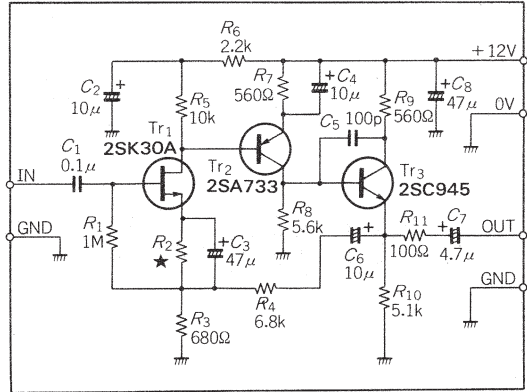 R6
2.2k
+12V
C2
+
10μ
R7
560Ω
+
C4
10μ
R9
560Ω
+
C8
47μ
R5
10k
C5
100p
0V
Tr1
2SK30A
Tr2
2SA733
Tr3
2SC945
C1
0.1μ
IN
R1
1M
GND
R2
★
+
C3
47μ
R8
5.6k
C6
+
10μ
R11
100Ω
C7
+
4.7μ
OUT
R4
6.8k
R3
680Ω
R10
5.1k
GND